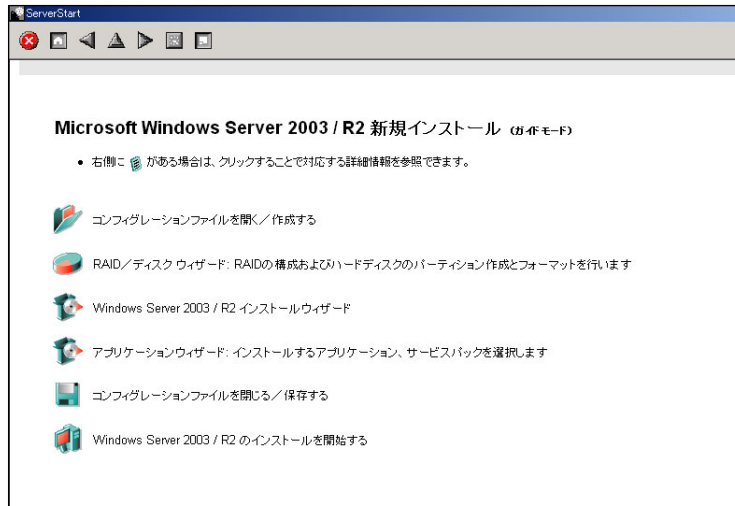 ServerStart
Microsoft Windows Server 2003 / R2 新規インストール (ガイドモード)
• 右側に がある場合は、クリックすることで対応する詳細情報を参照できます。
コンフィグレーションファイルを開く／作成する
RAID／ディスク ウィザード: RAIDの構成およびハードディスクのパーティション作成とフォーマットを行います
Windows Server 2003 / R2 インストールウィザード
アプリケーションウィザード: インストールするアプリケーション、サービスパックを選択します
コンフィグレーションファイルを閉じる／保存する
Windows Server 2003 / R2 のインストールを開始する